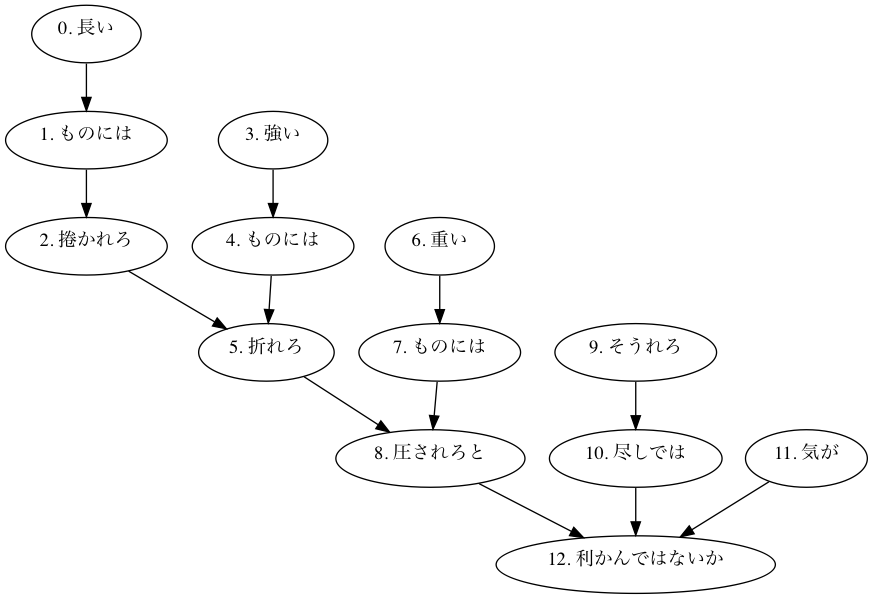 0. 長い
1. ものには
3. 強い
2. 捲かれろ
4. ものには
6. 重い
5. 折れろ
7. ものには
9. そうれろ
8. 圧されろと
10. 尽しでは
11. 気が
12. 利かんではないか